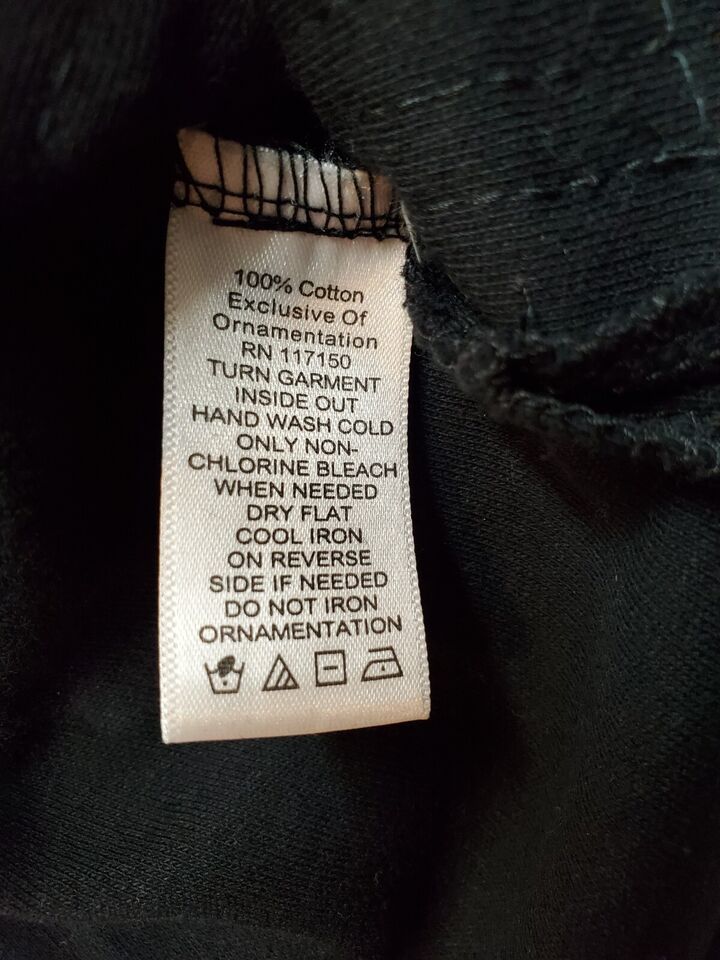 100% Cotton
Exclusive Of
Ornamentation
RN 117150
TURN GARMENT
INSIDE OUT
HAND WASH COLD
ONLY NON-
CHLORINE BLEACH
WHEN NEEDED
DRY FLAT
COOL IRON
ON REVERSE
SIDE IF NEEDED
DO NOT IRON
ORNAMENTATION